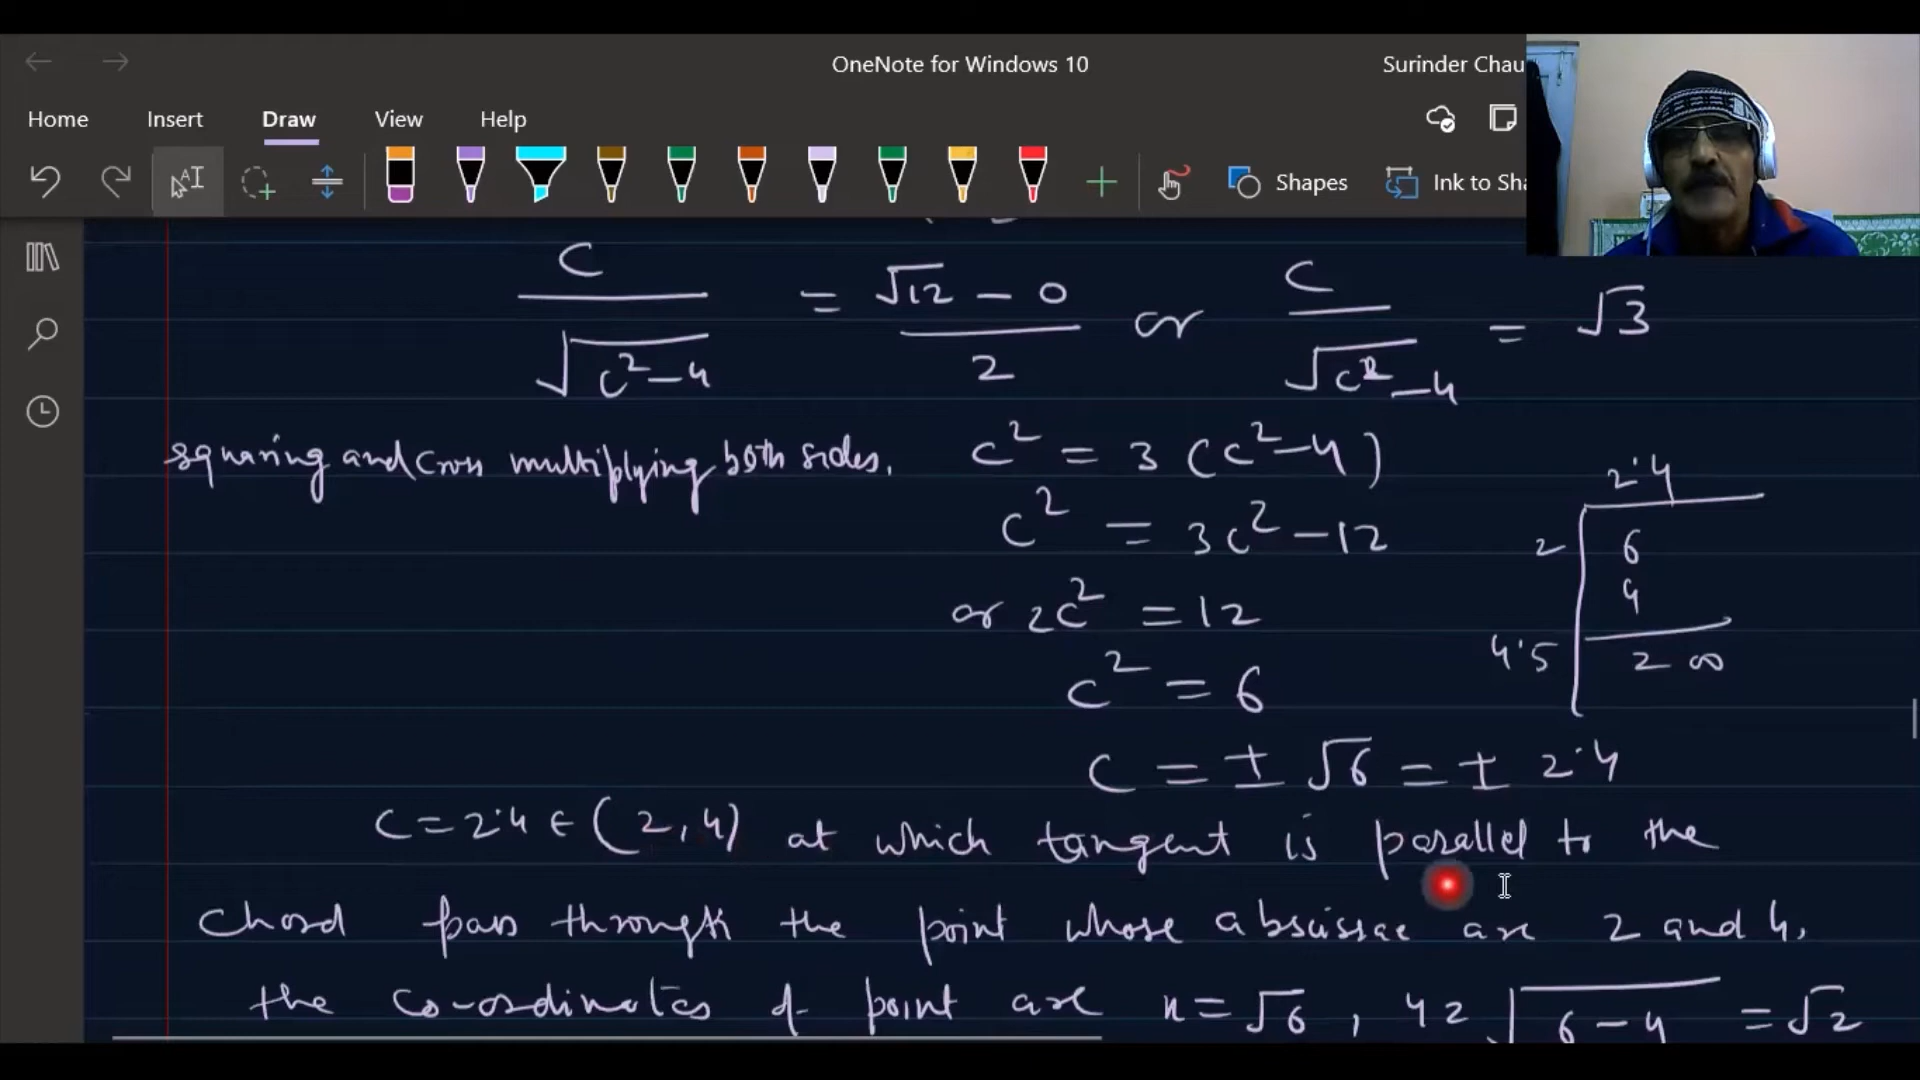 OneNote for Windows 10
Surinder Chau
Home Insert Draw View Help
Shapes Ink to Sha
C/√(c²-4) = (√12 - 0)/2 or C/√(c²-4) = √3
squaring and cross multiplying both sides. c² = 3(c²-4)
c² = 3c² - 12
or 2c² = 12
c² = 6
2.4
2 6
4
4.5 2 00
C = ± √6 = ± 2.4
C = 2.4 ∈ (2, 4) at which tangent is parallel to the
chord pass through the point whose abscissae are 2 and 4.
the co-ordinates of point are x = √6, y = √(6-4) = √2